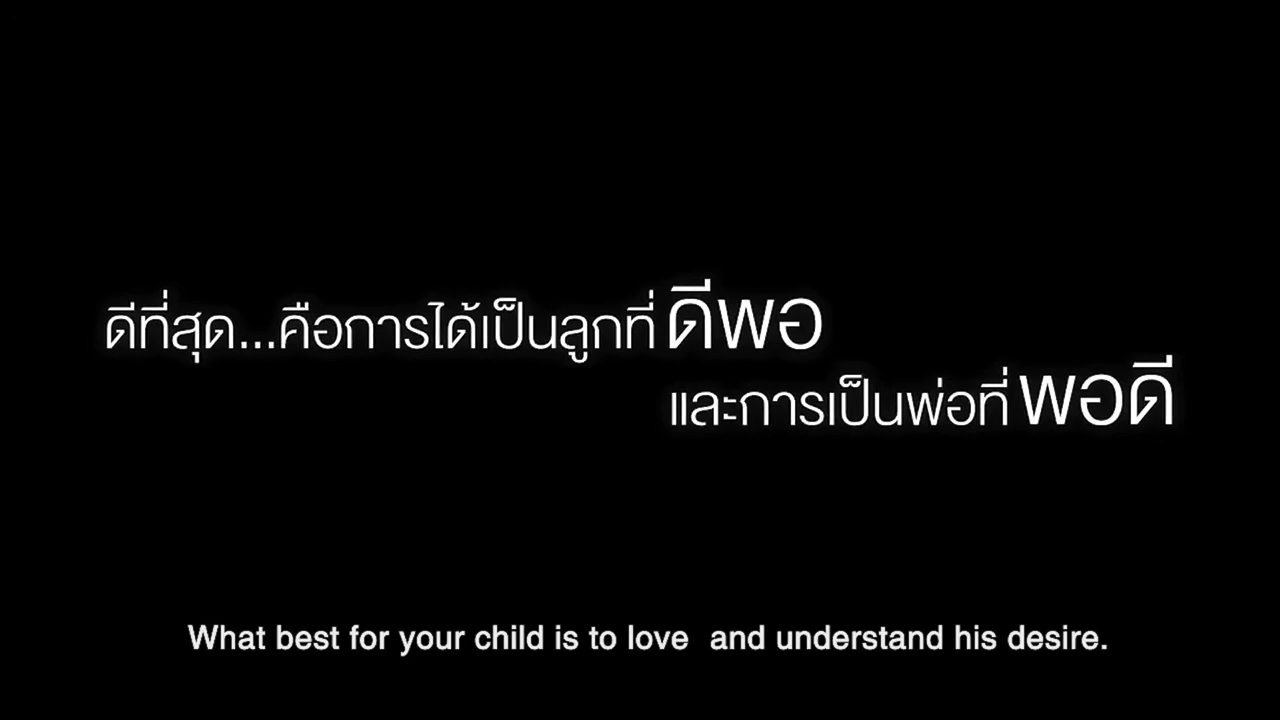 ดีที่สุด...คือการได้เป็นลูกที่ ดีพอ
และการเป็นพ่อที่ พอดี
What best for your child is to love  and understand his desire.